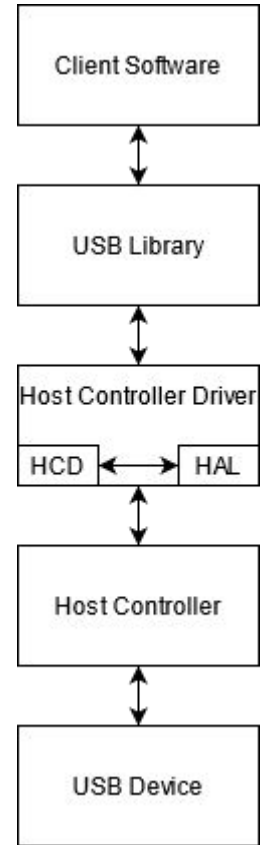 Client Software
USB Library
Host Controller Driver
HCD HAL
Host Controller
USB Device